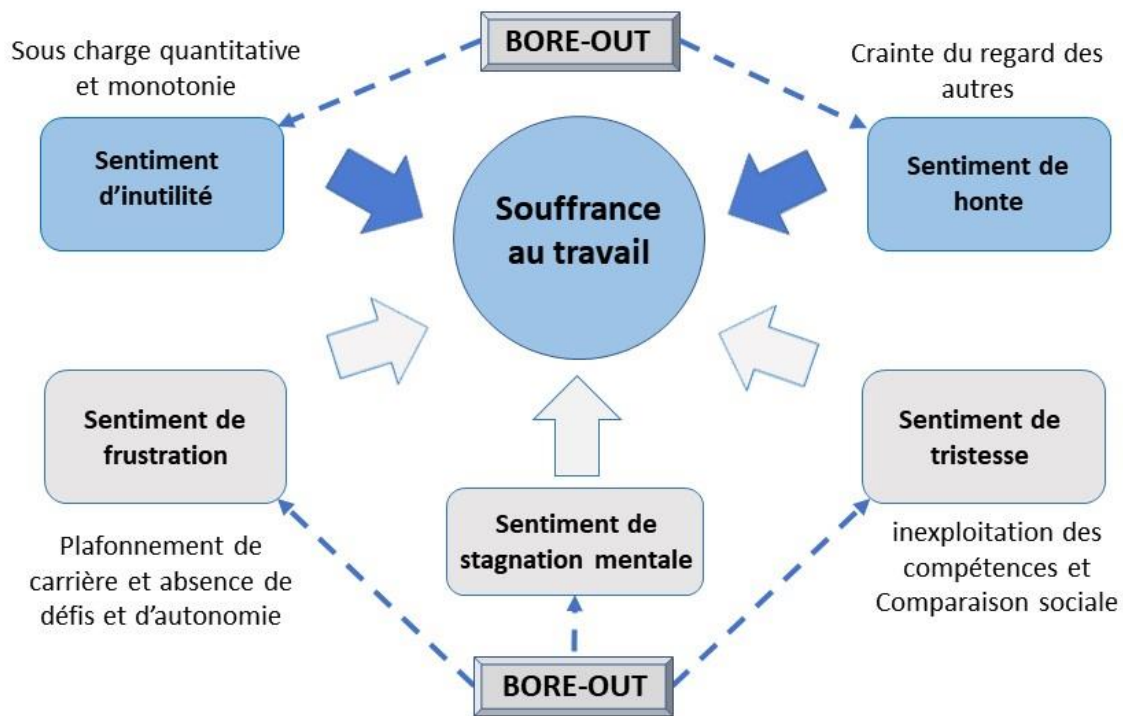 BORE-OUT
Sous charge quantitative
et monotonie
Crainte du regard des
autres
Sentiment
d’inutilité
Souffrance
au travail
Sentiment de
honte
Sentiment de
frustration
Sentiment de
tristesse
Sentiment de
stagnation mentale
Plafonnement de
carrière et absence de
défis et d’autonomie
inexploitation des
compétences et
Comparaison sociale
BORE-OUT